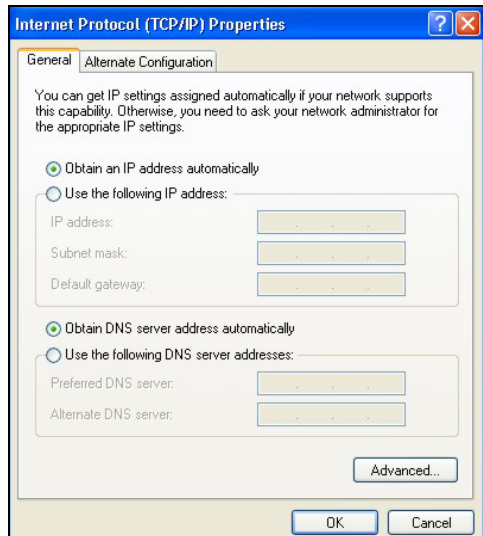 Internet Protocol (TCP/IP) Properties
General
Alternate Configuration
You can get IP settings assigned automatically if your network supports
this capability. Otherwise, you need to ask your network administrator for
the appropriate IP settings.
Obtain an IP address automatically
Use the following IP address:
IP address:
Subnet mask:
Default gateway:
Obtain DNS server address automatically
Use the following DNS server addresses:
Preferred DNS server:
Alternate DNS server:
Advanced...
OK
Cancel